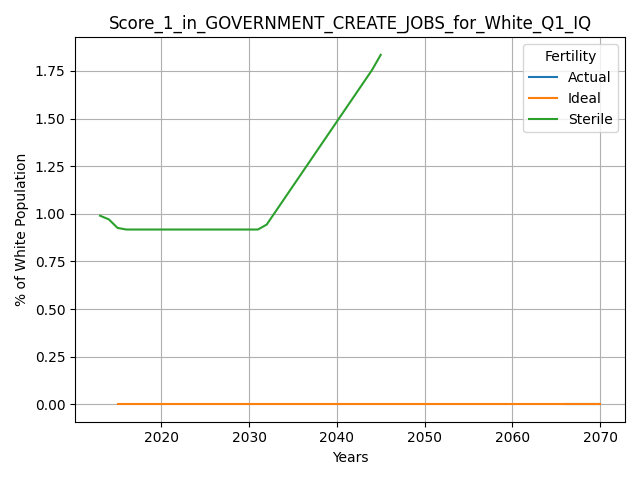 Score_1_in_GOVERNMENT_CREATE_JOBS_for_White_Q1_IQ
Fertility
Actual
Ideal
Sterile
% of White Population
1.75
1.50
1.25
1.00
0.75
0.50
0.25
0.00
2020 2030 2040 2050 2060 2070
Years